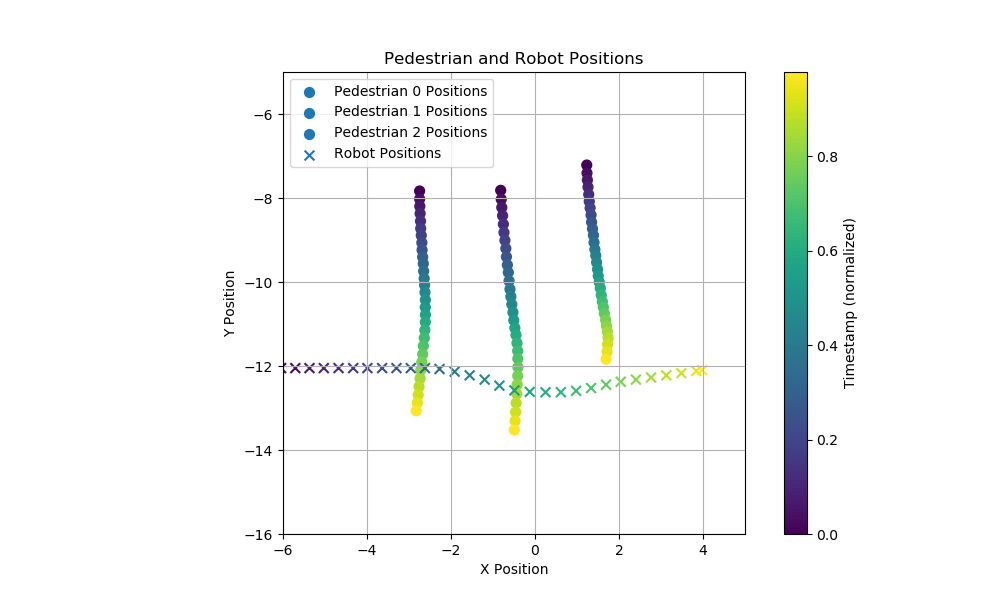 Pedestrian and Robot Positions
Pedestrian 0 Positions
Pedestrian 1 Positions
Pedestrian 2 Positions
Robot Positions
Y Position
−6
−8
−10
−12
−14
−16
−6
−4
−2
0
2
4
X Position
0.8
0.6
0.4
0.2
0.0
Timestamp (normalized)